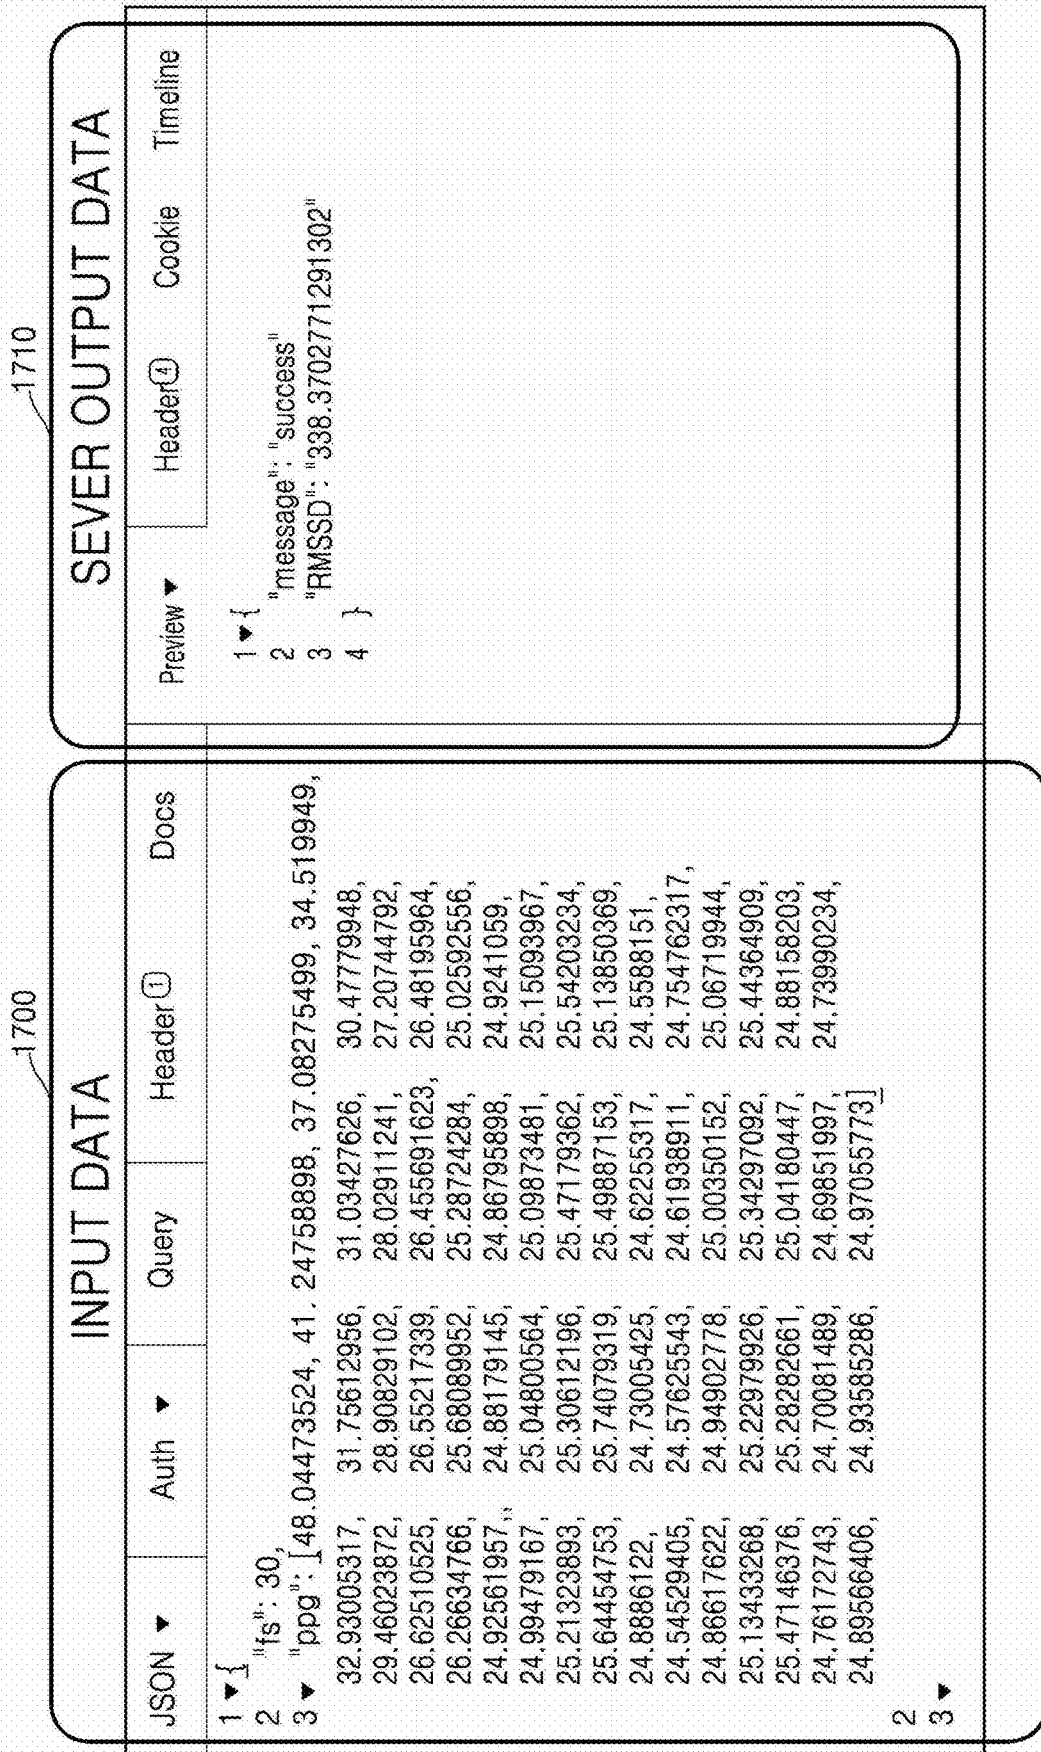 1700
INPUT DATA
JSON ▼ Auth ▼ Query Header 1 Docs
1 ▼ {
2 "fs": 30,
3 ▼ "ppg": [48.04473524, 41. 24758898, 37.08275499, 34.519949,
32.93005317, 31.75612956, 31.03427626, 30.47779948,
29.46023872, 28.90829102, 28.02911241, 27.20744792,
26.62510525, 26.55217339, 26.455691623, 26.48195964,
26.26634766, 25.68089952, 25.28724284, 25.02592556,
24.92561957,, 24.88179145, 24.86795898, 24.9241059,
24.99479167, 25.04800564, 25.09873481, 25.15093967,
25.21323893, 25.30612196, 25.47179362, 25.54203234,
25.64454753, 25.74079319, 25.49887153, 25.13850369,
24.8886122, 24.73005425, 24.62255317, 24.5588151,
24.54529405, 24.57625543, 24.61938911, 24.754762317,
24.86617622, 24.94902778, 25.00350152, 25.06719944,
25.13433268, 25.22979926, 25.34297092, 25.44364909,
25.47146376, 25.28282661, 25.04180447, 24.88158203,
24.76172743, 24.70081489, 24.69851997, 24.73990234,
24.89566406, 24.93585286, 24.97055773]
2
3 ▼
1710
SEVER OUTPUT DATA
Preview ▼ Header 4 Cookie Timeline
1 ▼ {
2 "message": "success"
3 "RMSSD": "338.3702771291302"
4 }